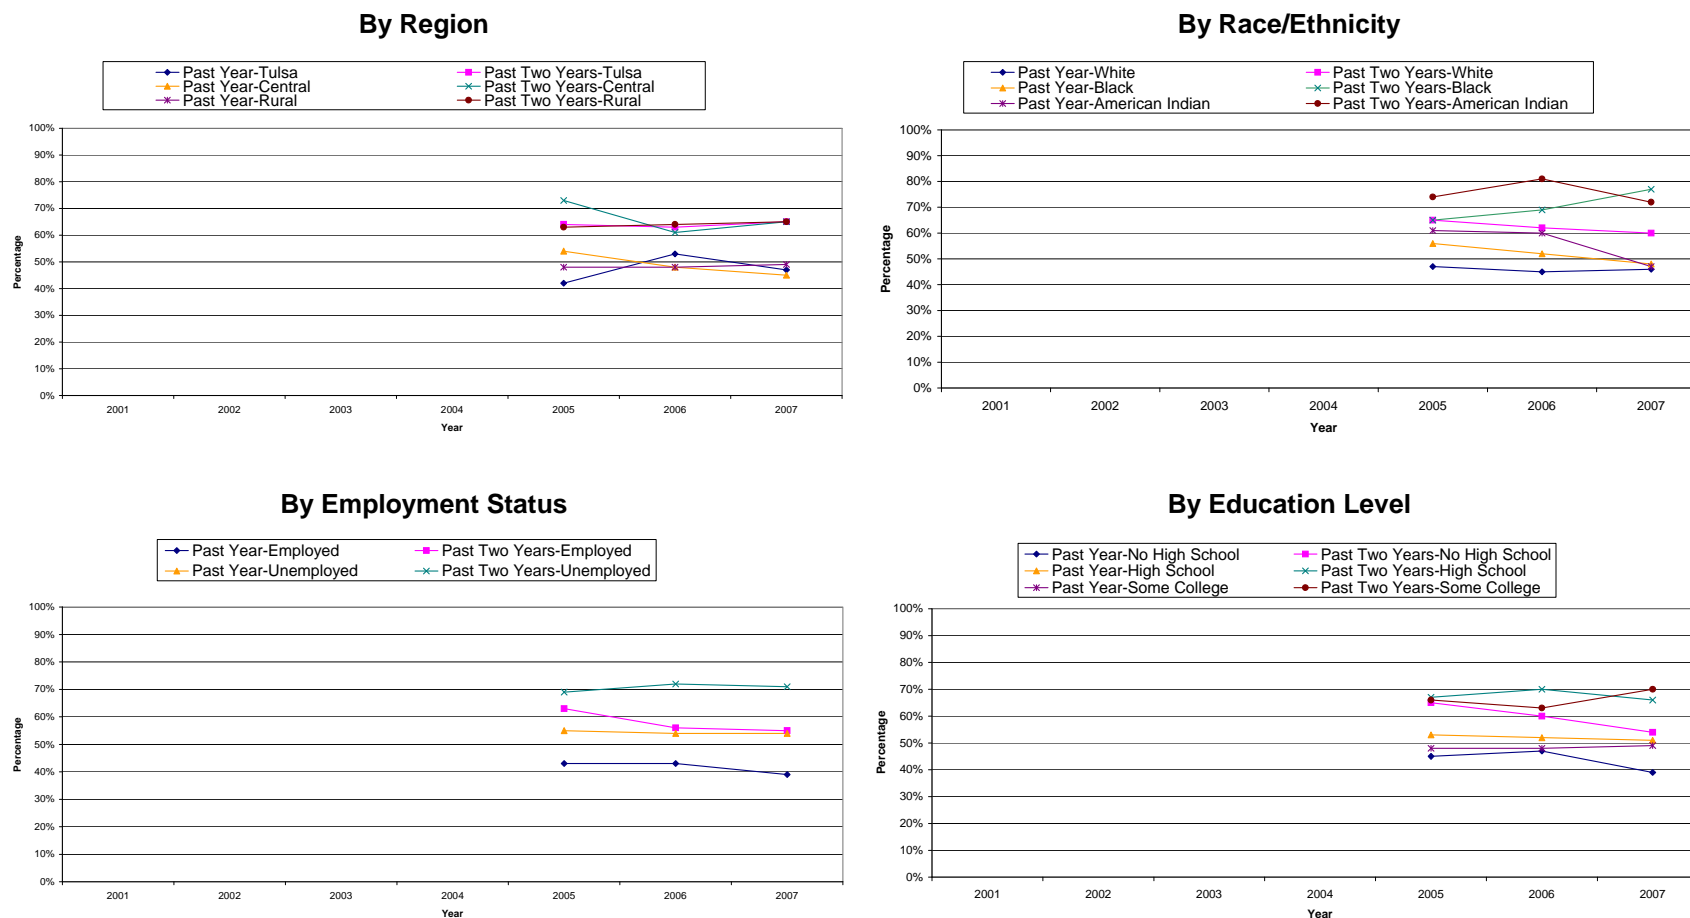 By Region
Past Year-Tulsa Past Two Years-Tulsa
Past Year-Central Past Two Years-Central
Past Year-Rural Past Two Years-Rural
100%
90%
80%
70%
60%
50%
40%
30%
20%
10%
0%
Percentage
2001 2002 2003 2004 2005 2006 2007
Year
By Race/Ethnicity
Past Year-White Past Two Years-White
Past Year-Black Past Two Years-Black
Past Year-American Indian Past Two Years-American Indian
100%
90%
80%
70%
60%
50%
40%
30%
20%
10%
0%
Percentage
2001 2002 2003 2004 2005 2006 2007
Year
By Employment Status
Past Year-Employed Past Two Years-Employed
Past Year-Unemployed Past Two Years-Unemployed
100%
90%
80%
70%
60%
50%
40%
30%
20%
10%
0%
Percentage
2001 2002 2003 2004 2005 2006 2007
Year
By Education Level
Past Year-No High School Past Two Years-No High School
Past Year-High School Past Two Years-High School
Past Year-Some College Past Two Years-Some College
100%
90%
80%
70%
60%
50%
40%
30%
20%
10%
0%
Percentage
2001 2002 2003 2004 2005 2006 2007
Year